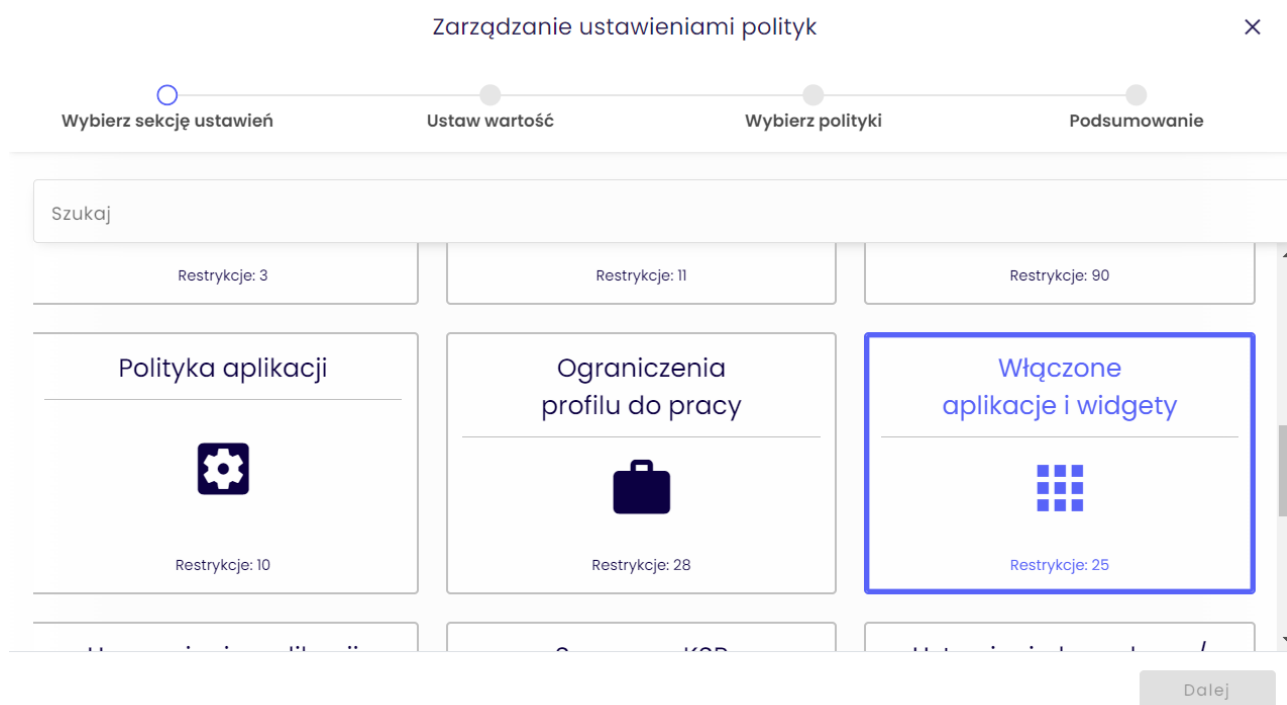 Zarządzanie ustawieniami polityk
Wybierz sekcję ustawień
Ustaw wartość
Wybierz polityki
Podsumowanie
Szukaj
Restrykcje: 3
Restrykcje: 11
Restrykcje: 90
Polityka aplikacji
Ograniczenia
profilu do pracy
Włączone
aplikacje i widgety
Restrykcje: 10
Restrykcje: 28
Restrykcje: 25
Dalej